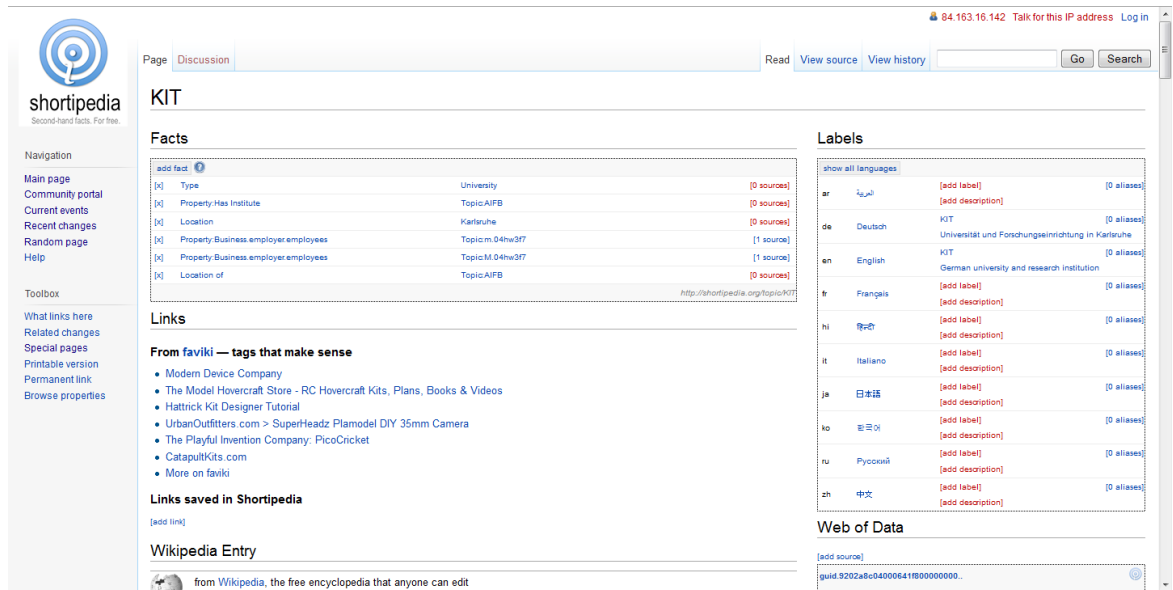 84.163.16.142 Talk for this IP address Log in
shortipedia
Second-hand facts. For free.
Page Discussion
Read View source View history Go Search
KIT
Navigation
Main page
Community portal
Current events
Recent changes
Random page
Help
Toolbox
What links here
Related changes
Special pages
Printable version
Permanent link
Browse properties
Facts
add fact ?
[x] Type University [0 sources]
[x] Property:Has Institute Topic:AIFB [0 sources]
[x] Location Karlsruhe [0 sources]
[x] Property:Business.employer.employees Topic:m.04hw3f7 [1 source]
[x] Property:Business.employer.employees Topic:M.04hw3f7 [1 source]
[x] Location of Topic:AIFB [0 sources]
http://shortipedia.org/topic/KIT
Links
From faviki — tags that make sense
Modern Device Company
The Model Hovercraft Store - RC Hovercraft Kits, Plans, Books & Videos
Hattrick Kit Designer Tutorial
UrbanOutfitters.com > SuperHeadz Plamodel DIY 35mm Camera
The Playful Invention Company: PicoCricket
CatapultKits.com
More on faviki
Links saved in Shortipedia
[add link]
Wikipedia Entry
from Wikipedia, the free encyclopedia that anyone can edit
Labels
show all languages
ar العربية [add label] [0 aliases]
[add description]
de Deutsch KIT [0 aliases]
Universität und Forschungseinrichtung in Karlsruhe
en English KIT [0 aliases]
German university and research institution
fr Français [add label] [0 aliases]
[add description]
hi हिन्दी [add label] [0 aliases]
[add description]
it Italiano [add label] [0 aliases]
[add description]
ja 日本語 [add label] [0 aliases]
[add description]
ko 한국어 [add label] [0 aliases]
[add description]
ru Русский [add label] [0 aliases]
[add description]
zh 中文 [add label] [0 aliases]
[add description]
Web of Data
[add source]
guid.9202a8c04000641f800000000..